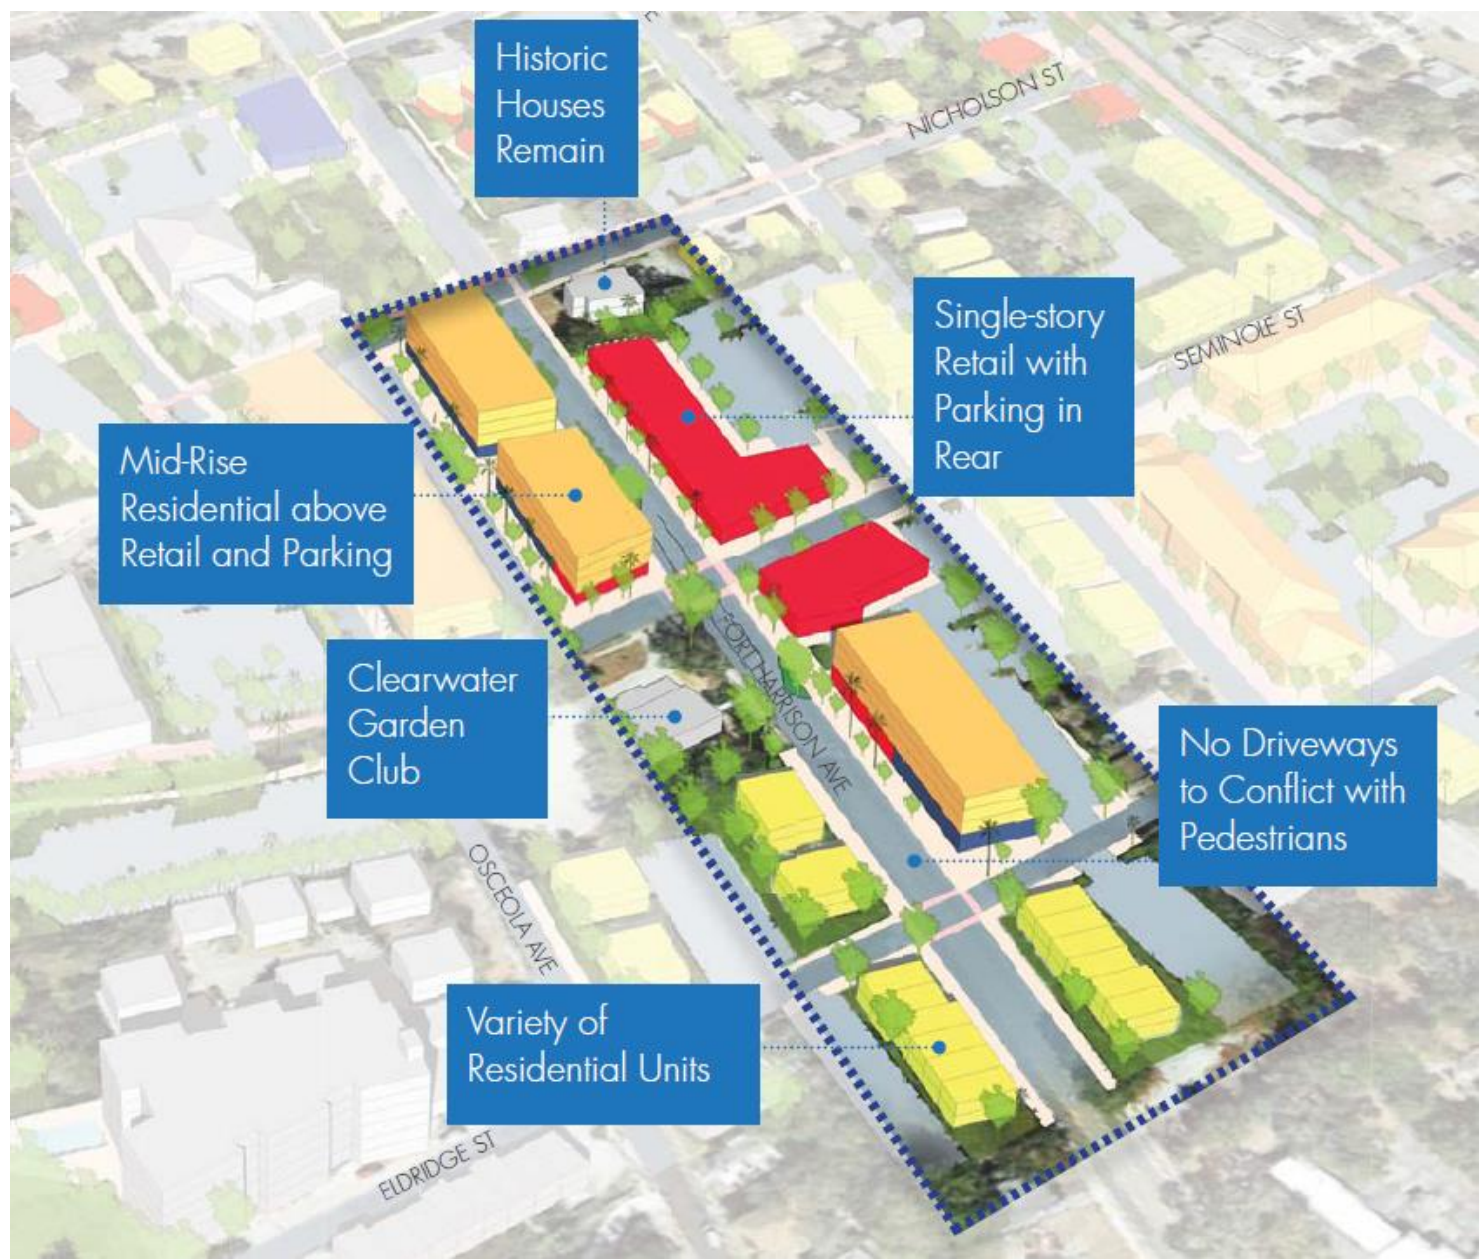 Historic
Houses
Remain
NICHOLSON ST
Single-story
Retail with
Parking in
Rear
SEMINOLE ST
Mid-Rise
Residential above
Retail and Parking
Clearwater
Garden
Club
FORT HARRISON AVE
No Driveways
to Conflict with
Pedestrians
OSCEOLA AVE
Variety of
Residential Units
ELDRIDGE ST